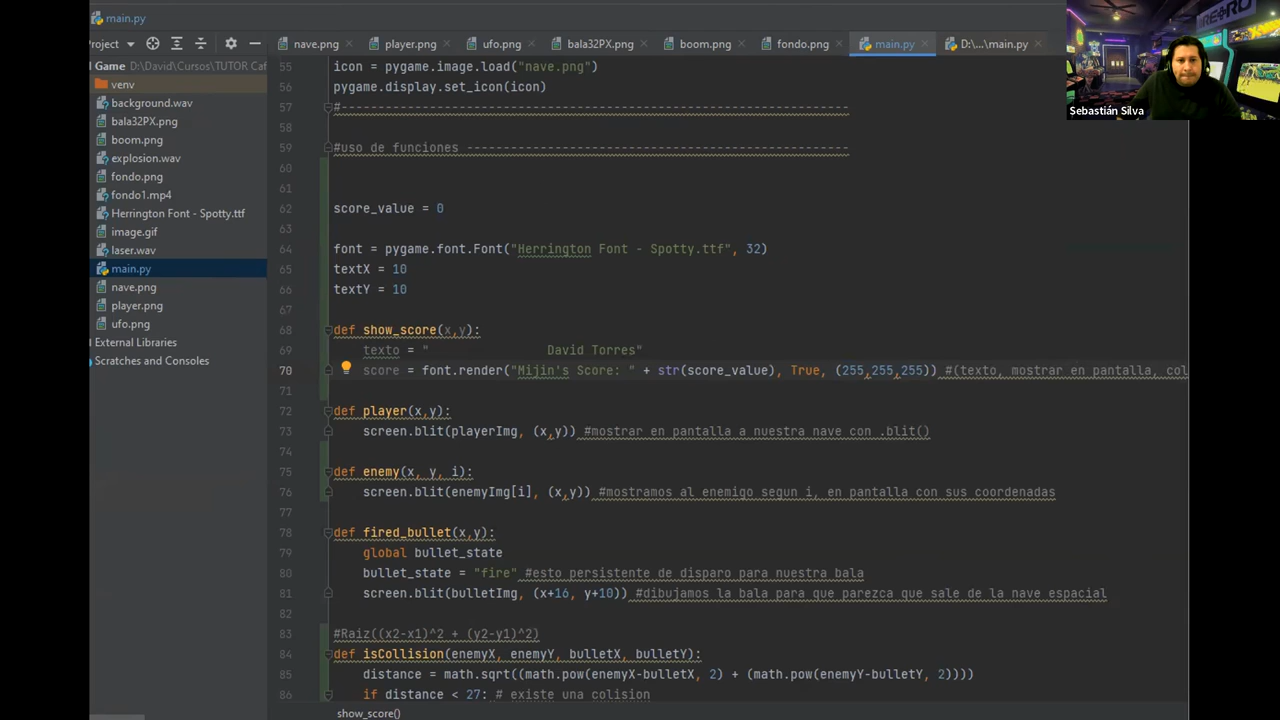 main.py
Project
nave.png
player.png
ufo.png
bala32PX.png
boom.png
fondo.png
main.py
D:\...\main.py
Sebastián Silva
Game D:\David\Cursos\TUTOR Caf
venv
background.wav
bala32PX.png
boom.png
explosion.wav
fondo.png
fondo1.mp4
Herrington Font - Spotty.ttf
image.gif
laser.wav
main.py
nave.png
player.png
ufo.png
External Libraries
Scratches and Consoles
55 icon = pygame.image.load("nave.png")
56 pygame.display.set_icon(icon)
57 #---------------------------------------------------------------------
58
59 #uso de funciones ----------------------------------------------------
60
61
62 score_value = 0
63
64 font = pygame.font.Font("Herrington Font - Spotty.ttf", 32)
65 textX = 10
66 textY = 10
67
68 def show_score(x,y):
69 texto = " David Torres"
70 score = font.render("Mijin's Score: " + str(score_value), True, (255,255,255)) #(texto, mostrar en pantalla, col
71
72 def player(x,y):
73 screen.blit(playerImg, (x,y)) #mostrar en pantalla a nuestra nave con .blit()
74
75 def enemy(x, y, i):
76 screen.blit(enemyImg[i], (x,y)) #mostramos al enemigo segun i, en pantalla con sus coordenadas
77
78 def fired_bullet(x,y):
79 global bullet_state
80 bullet_state = "fire" #esto persistente de disparo para nuestra bala
81 screen.blit(bulletImg, (x+16, y+10)) #dibujamos la bala para que parezca que sale de la nave espacial
82
83 #Raiz((x2-x1)^2 + (y2-y1)^2)
84 def isCollision(enemyX, enemyY, bulletX, bulletY):
85 distance = math.sqrt((math.pow(enemyX-bulletX, 2) + (math.pow(enemyY-bulletY, 2))))
86 if distance < 27: # existe una colision
show_score()